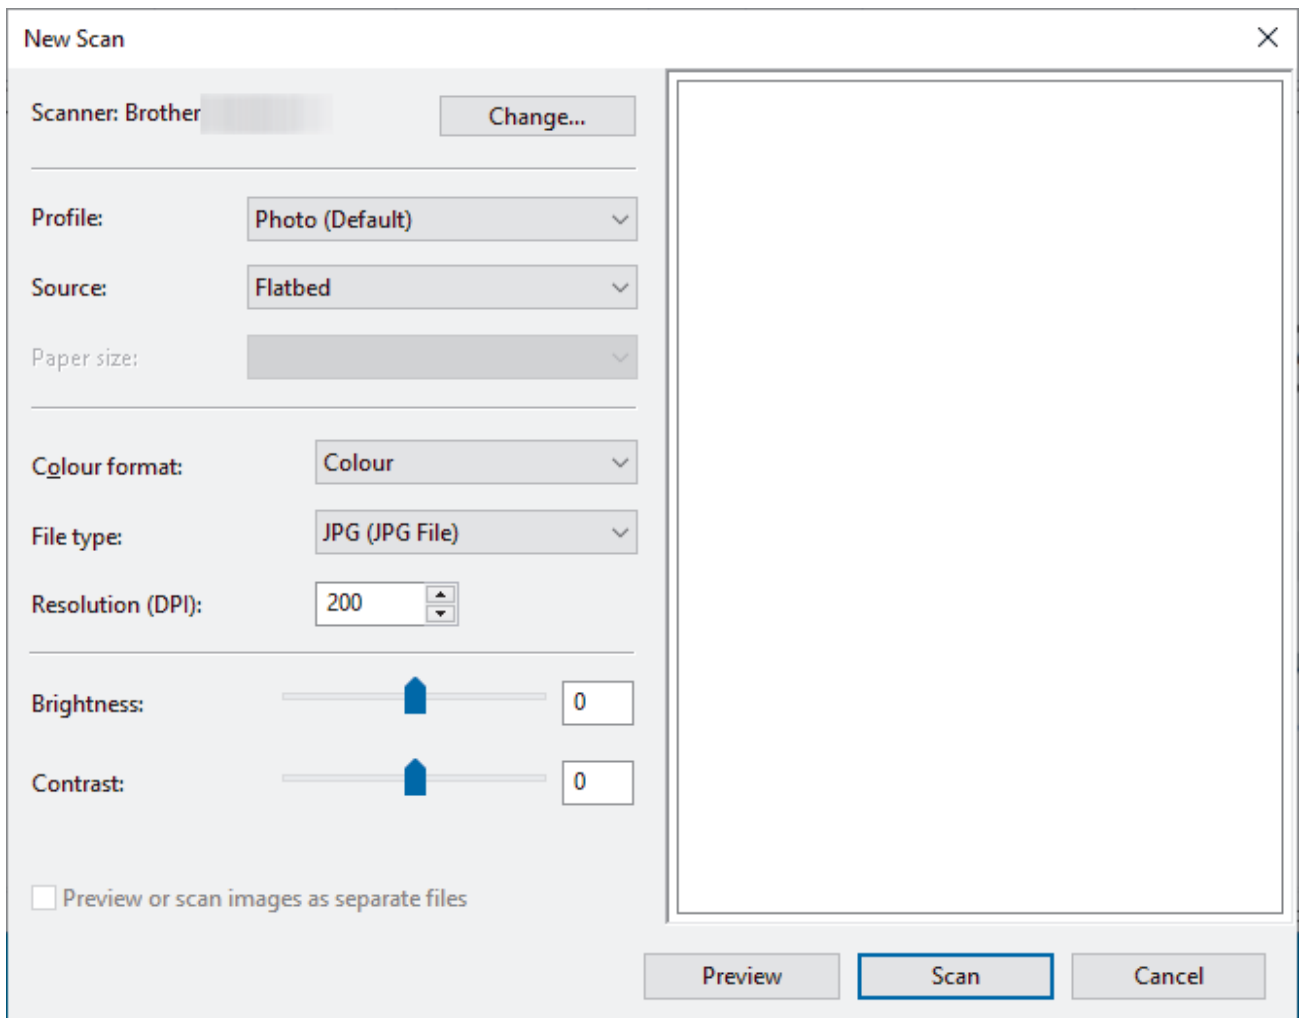 New Scan
Scanner: Brother
Change...
Profile: Photo (Default)
Source: Flatbed
Paper size:
Colour format: Colour
File type: JPG (JPG File)
Resolution (DPI): 200
Brightness: 0
Contrast: 0
Preview or scan images as separate files
Preview Scan Cancel